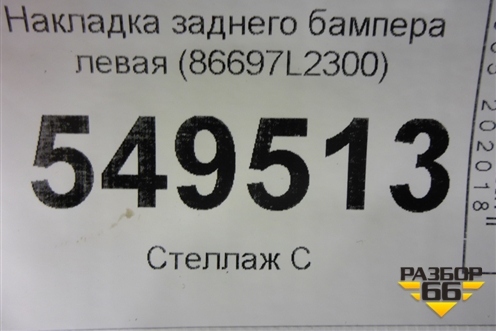 Накладка заднего бампера
левая (86697L2300)
549513
Стеллаж С
РАЗБОР
66